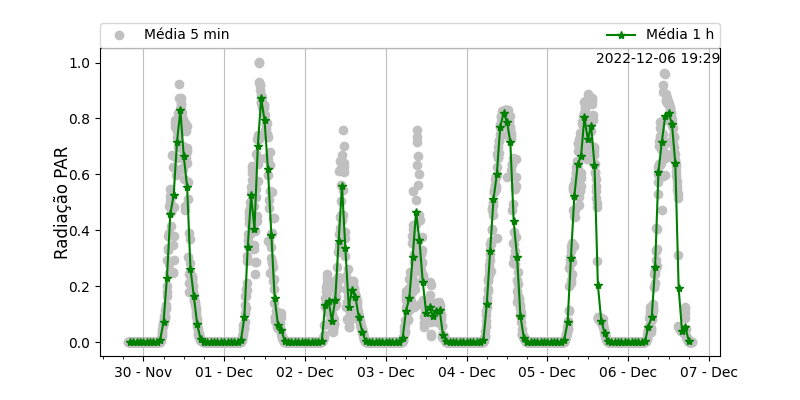 Média 5 min
Média 1 h
2022-12-06 19:29
Radiação PAR
1.0
0.8
0.6
0.4
0.2
0.0
30 - Nov
01 - Dec
02 - Dec
03 - Dec
04 - Dec
05 - Dec
06 - Dec
07 - Dec